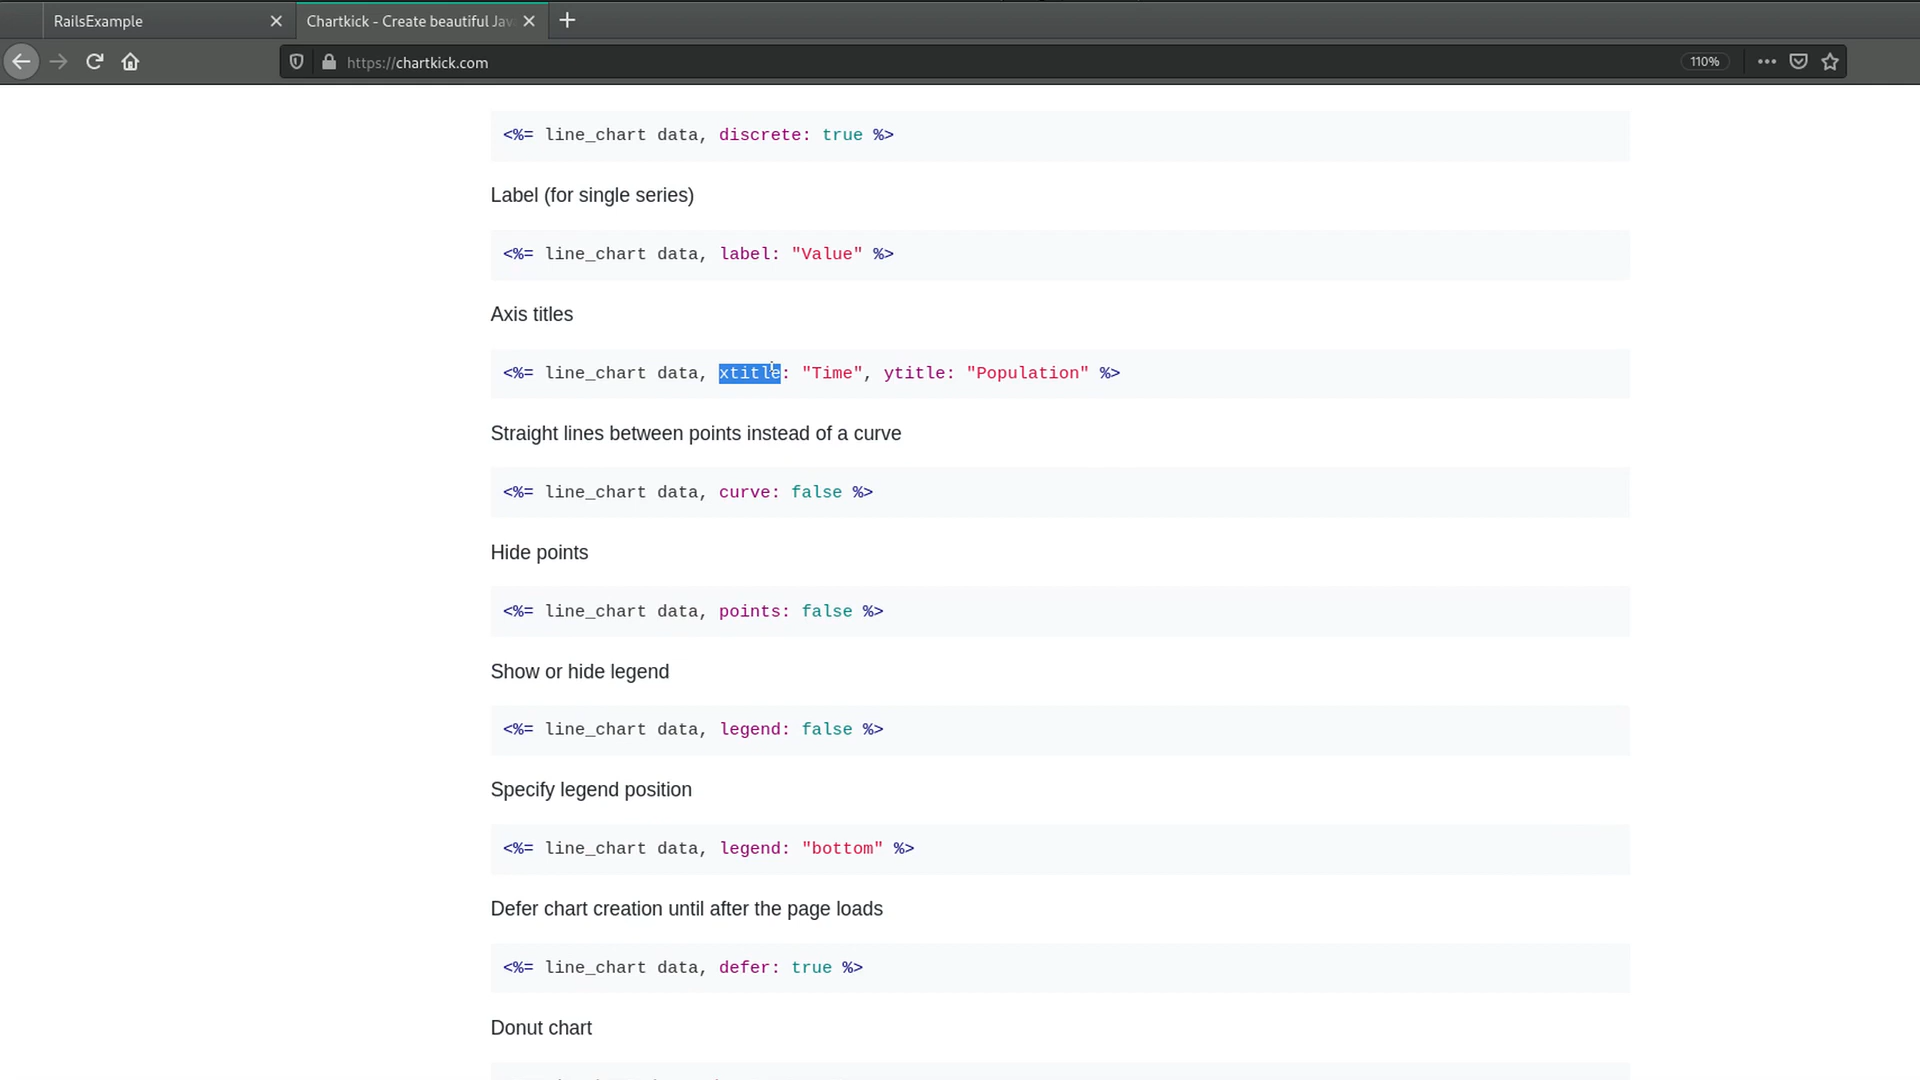 RailsExample
Chartkick - Create beautiful Jav
https://chartkick.com
110%
<%= line_chart data, discrete: true %>
Label (for single series)
<%= line_chart data, label: "Value" %>
Axis titles
<%= line_chart data, xtitle: "Time", ytitle: "Population" %>
Straight lines between points instead of a curve
<%= line_chart data, curve: false %>
Hide points
<%= line_chart data, points: false %>
Show or hide legend
<%= line_chart data, legend: false %>
Specify legend position
<%= line_chart data, legend: "bottom" %>
Defer chart creation until after the page loads
<%= line_chart data, defer: true %>
Donut chart